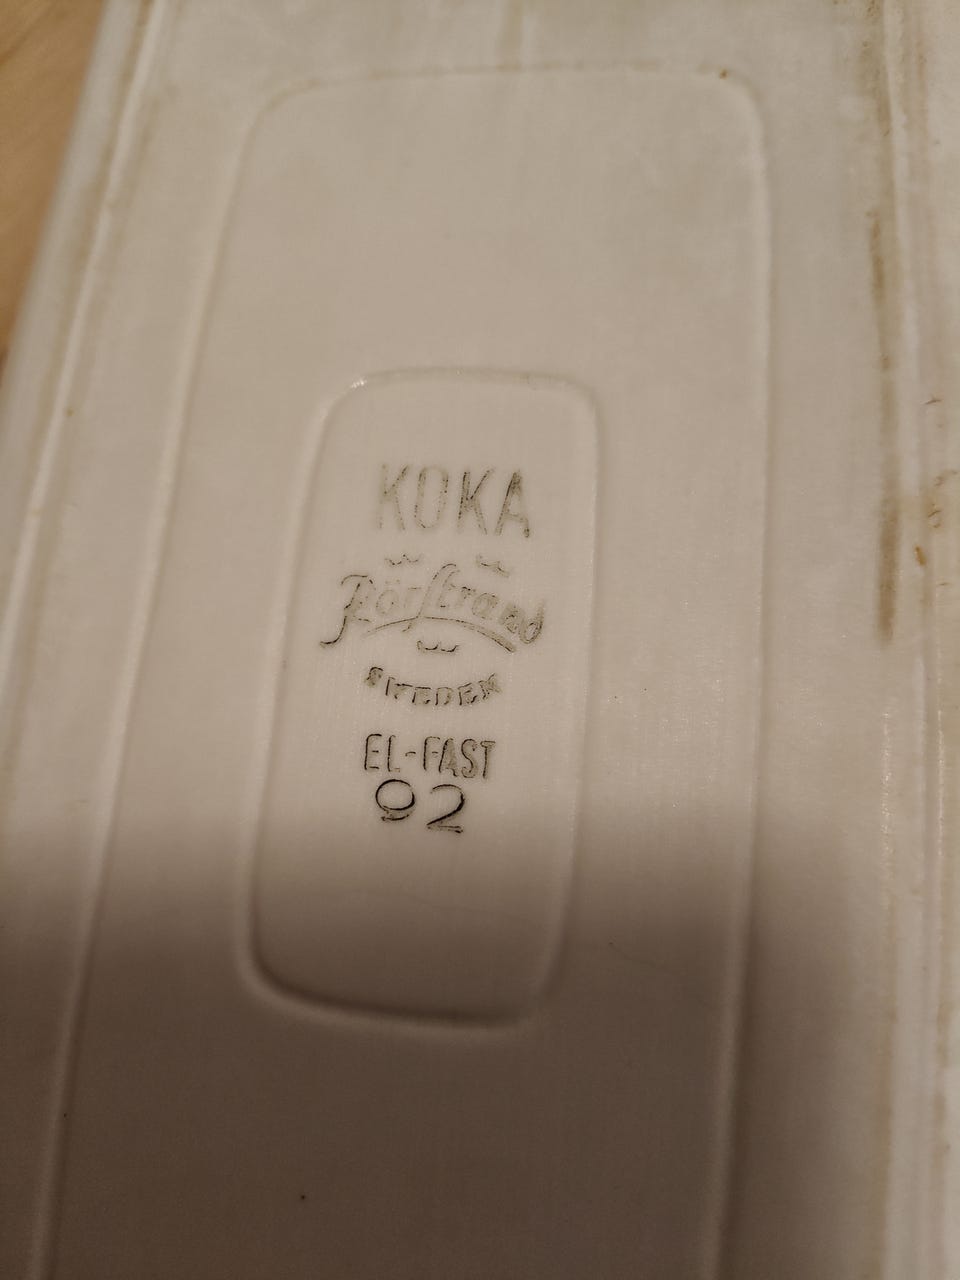 KOKA
Rörstrand
SWEDEN
EL-FAST
92